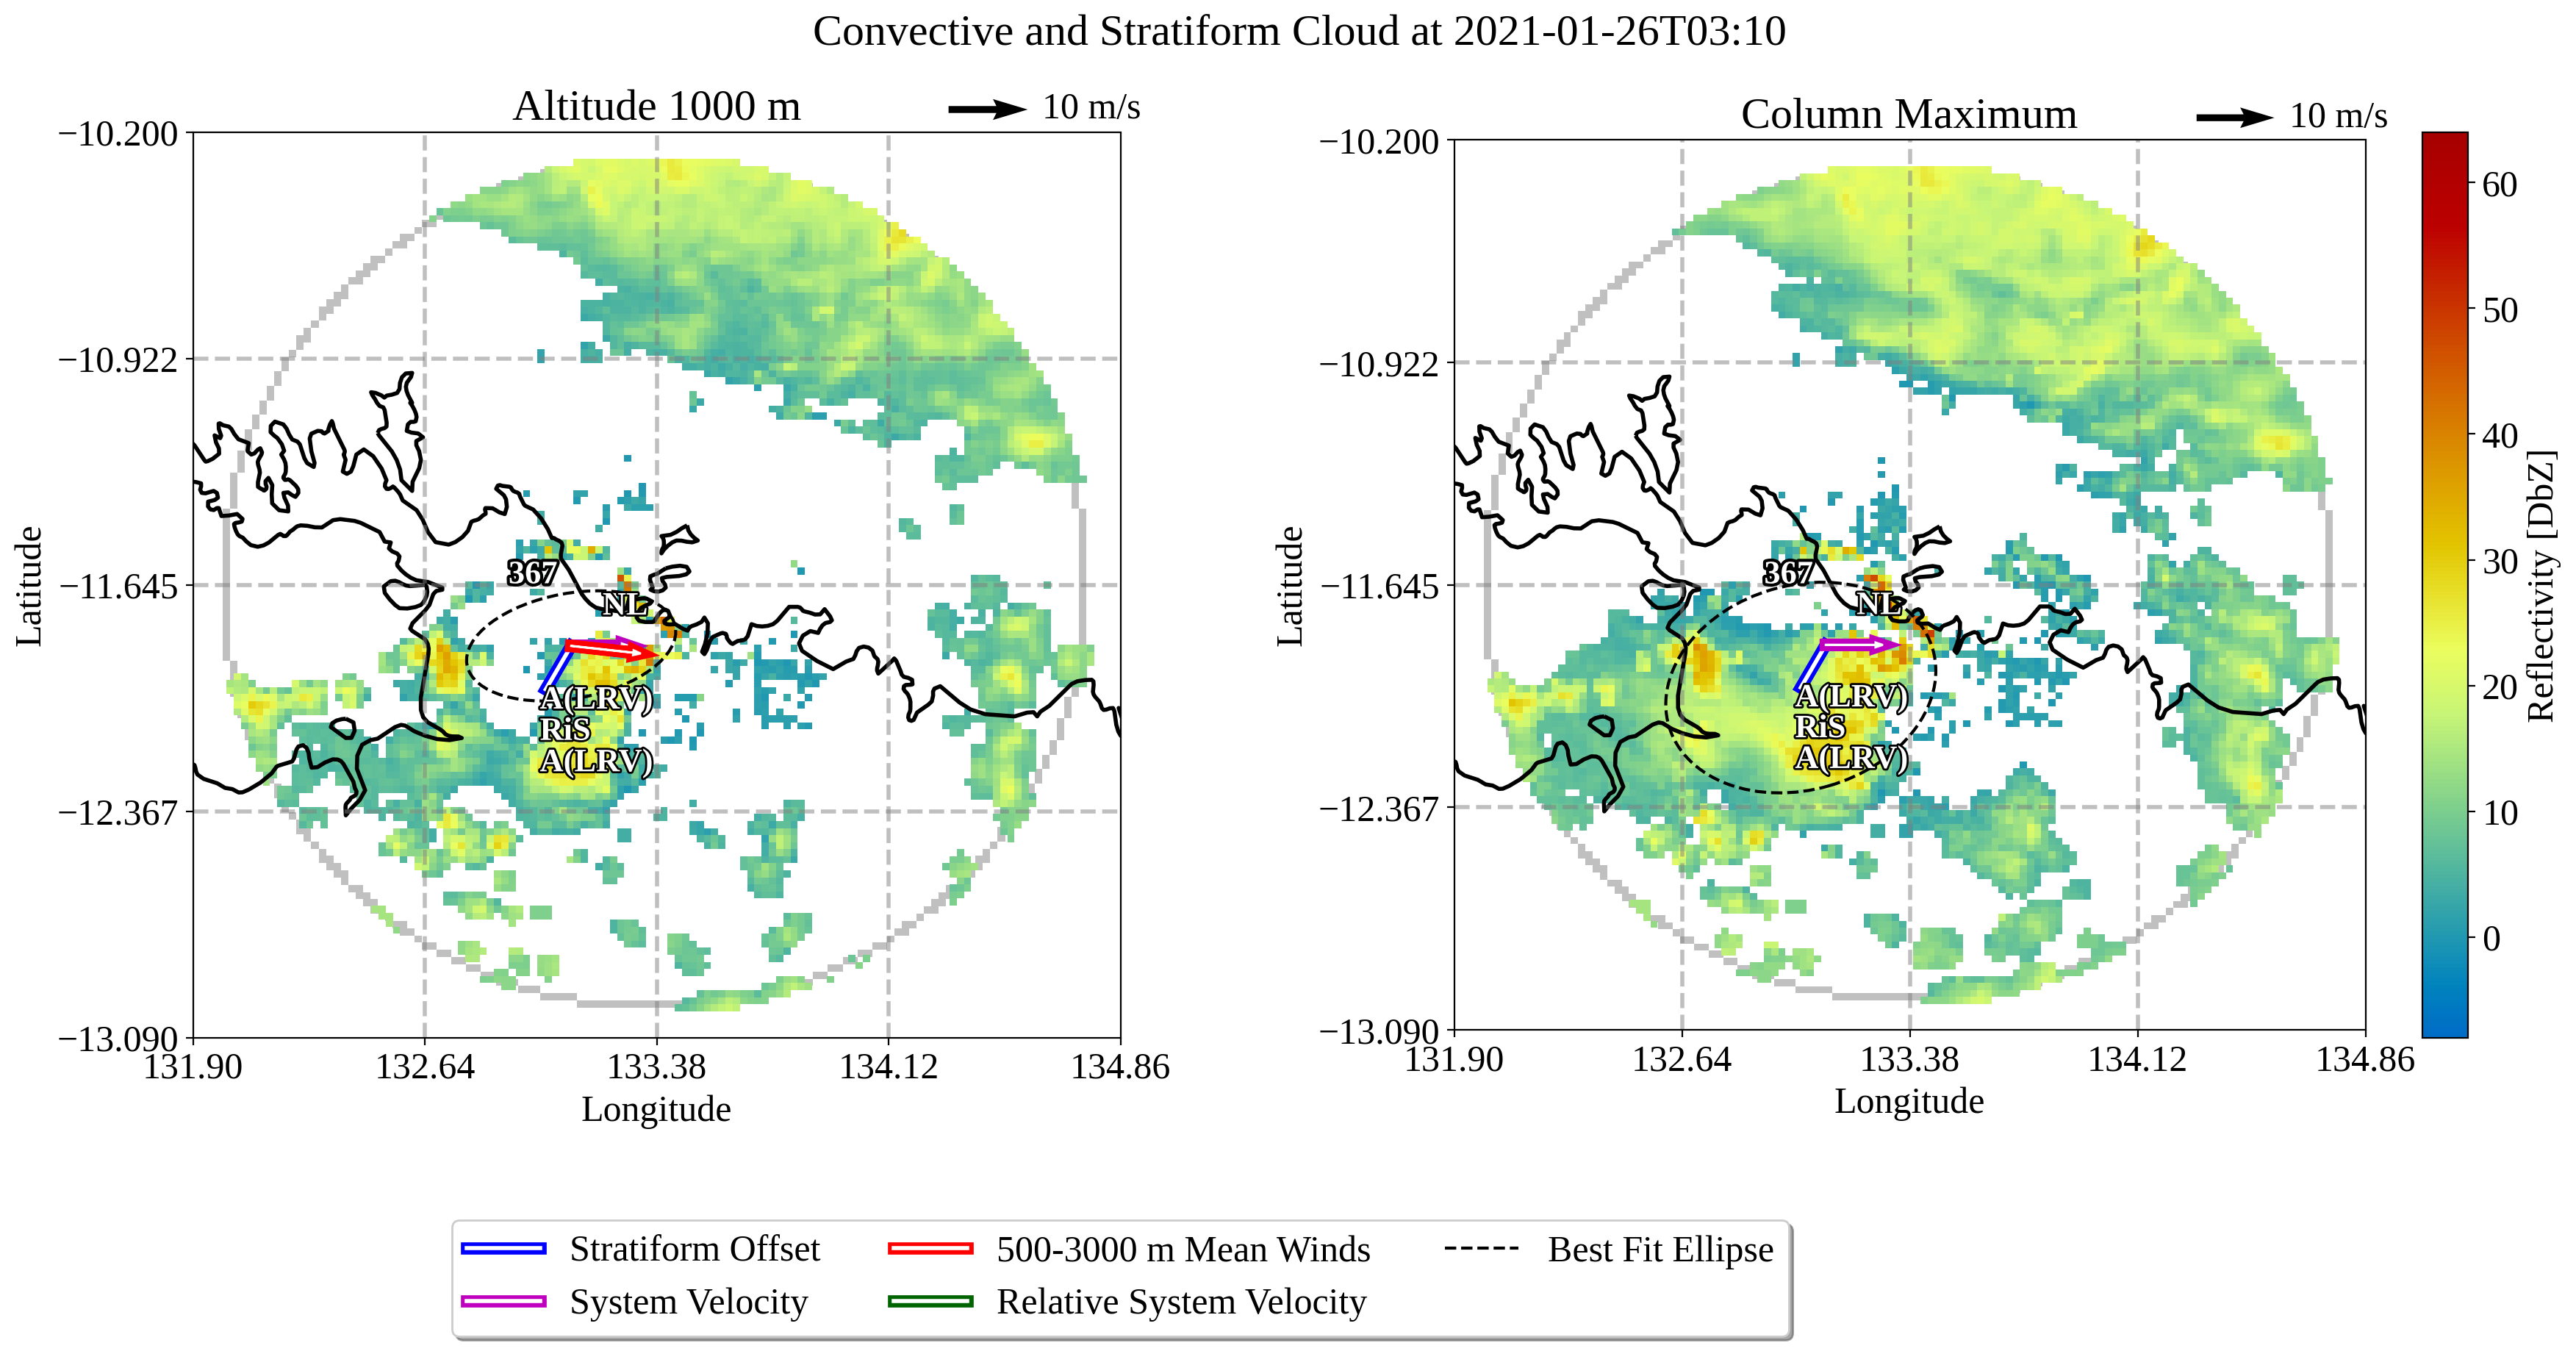 Convective and Stratiform Cloud at 2021-01-26T03:10
Altitude 1000 m
10 m/s
−10.200
−10.922
−11.645
−12.367
−13.090
Latitude
131.90
132.64
133.38
134.12
134.86
Longitude
367
NL
A(LRV)
RiS
A(LRV)
Column Maximum
10 m/s
−10.200
−10.922
−11.645
−12.367
−13.090
Latitude
131.90
132.64
133.38
134.12
134.86
Longitude
367
NL
A(LRV)
RiS
A(LRV)
60
50
40
30
20
10
0
Reflectivity [DbZ]
Stratiform Offset
500-3000 m Mean Winds
Best Fit Ellipse
System Velocity
Relative System Velocity